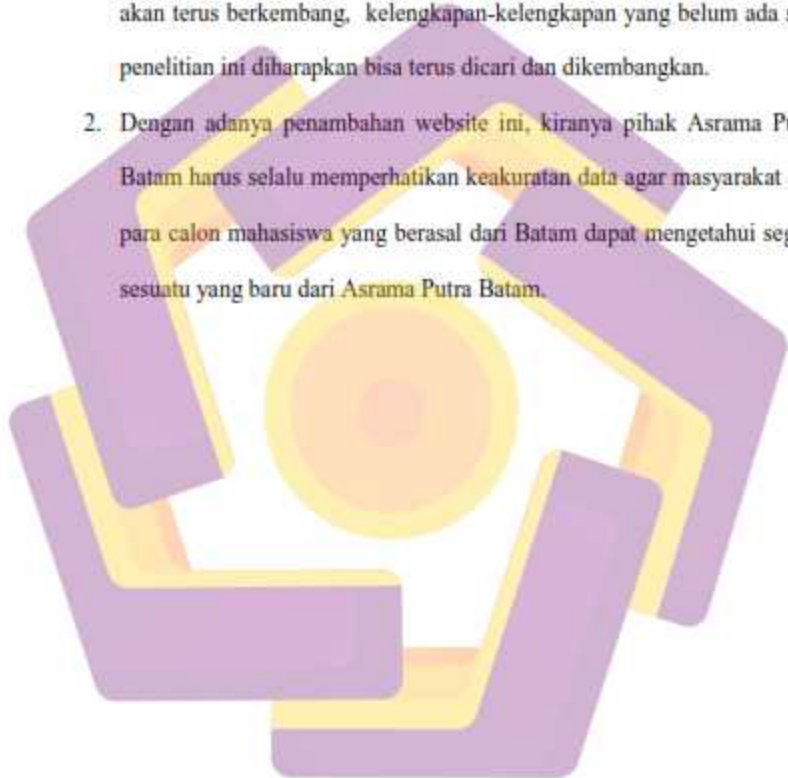 akan terus berkembang, kelengkapan-kelengkapan yang belum ada
penelitian ini diharapkan bisa terus dicari dan dikembangkan.
2. Dengan adanya penambahan website ini, kiranya pihak Asrama
Batam harus selalu memperhatikan keakuratan data agar masyarakat
para calon mahasiswa yang berasal dari Batam dapat mengetahui
sesuatu yang baru dari Asrama Putra Batam.